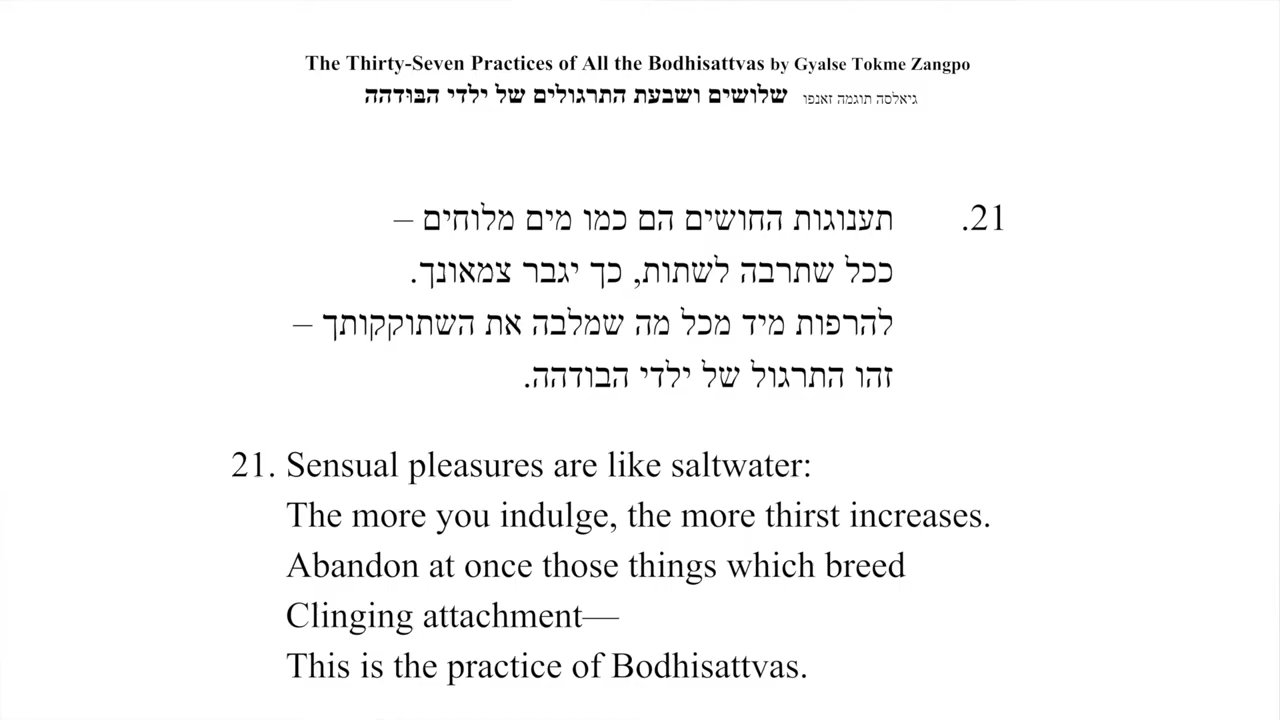 The Thirty-Seven Practices of All the Bodhisattvas by Gyalse Tokme Zangpo
גיאלסה תוגמה זאנפו שלושים ושבעת התרגולים של ילדי הבּוּדהה
21. תענוגות החושים הם כמו מים מלוחים –
ככל שתרבה לשתות, כך יגבר צמאונך.
להרפות מיד מכל מה שמלבה את השתוקקותך –
זהו התרגול של ילדי הבודהה.
21. Sensual pleasures are like saltwater:
The more you indulge, the more thirst increases.
Abandon at once those things which breed
Clinging attachment—
This is the practice of Bodhisattvas.